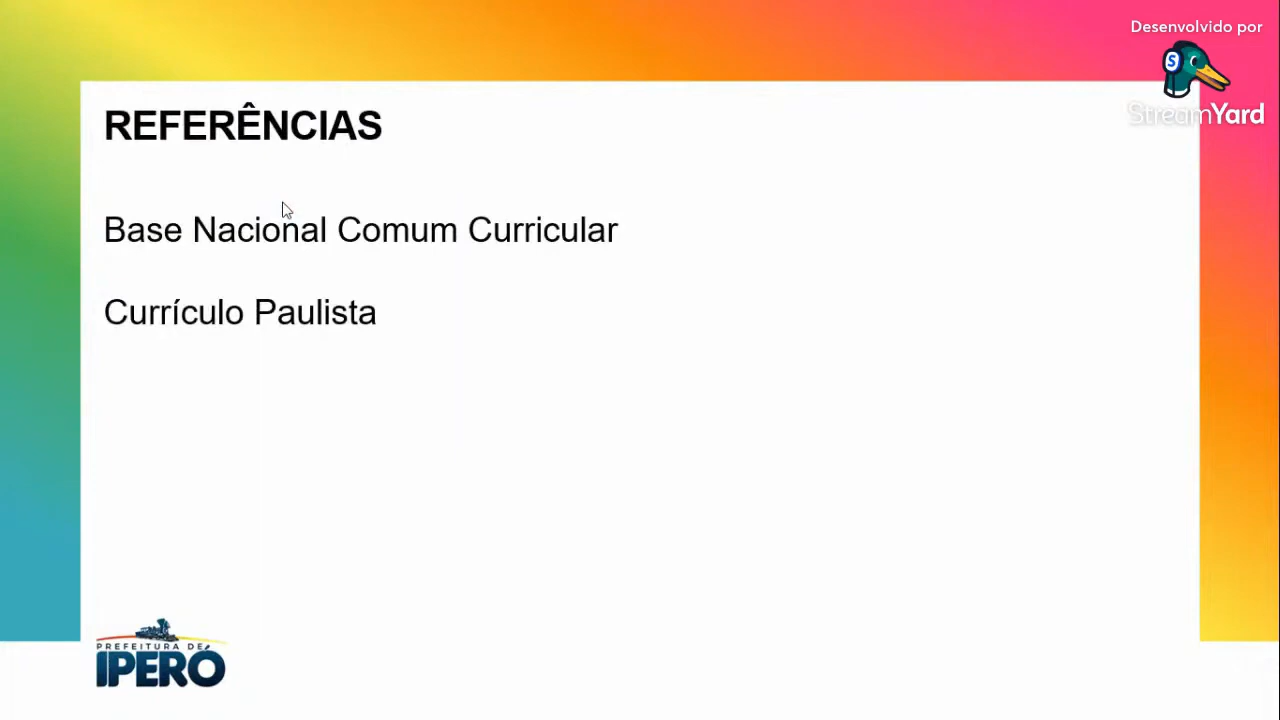 Desenvolvido por
S
StreamYard
REFERÊNCIAS
Base Nacional Comum Curricular
Currículo Paulista
PREFEITURA DE
IPERÓ